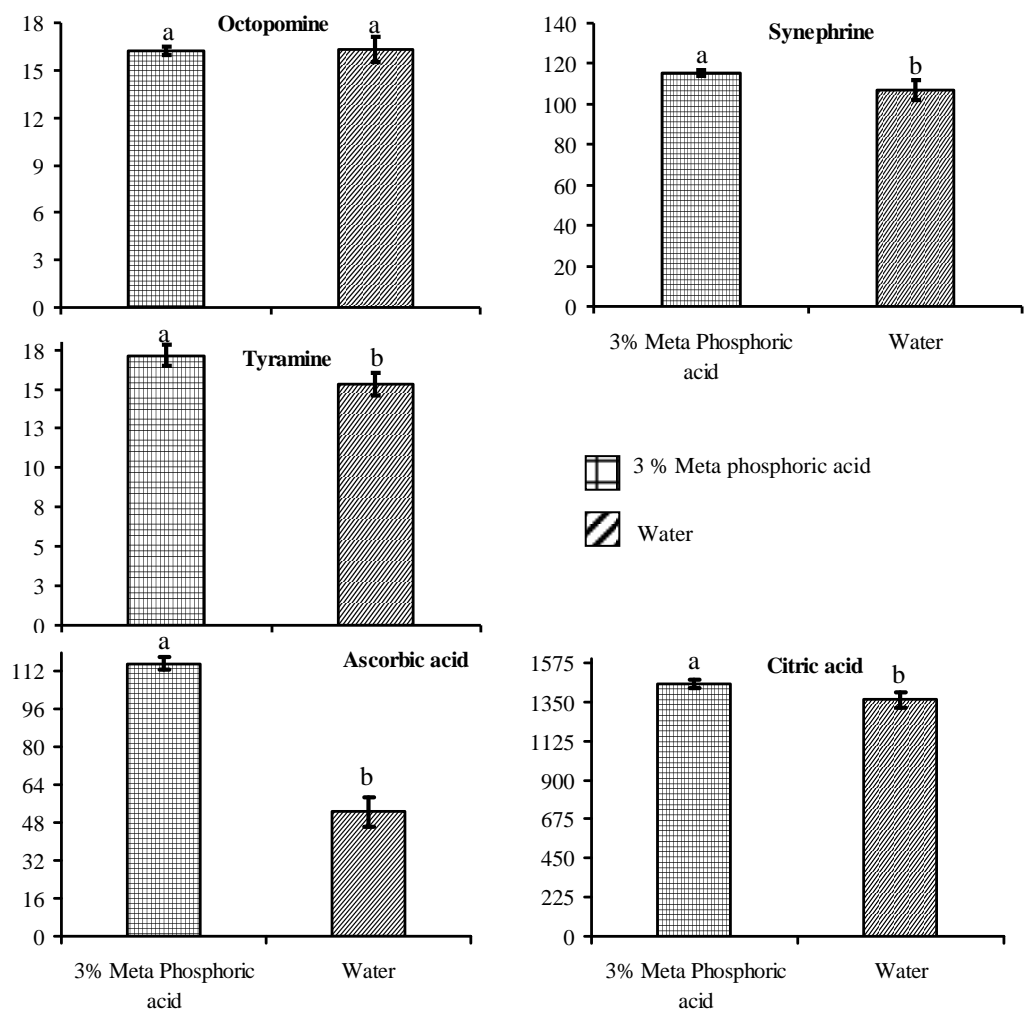 Octopomine
18
15
12
9
6
3
0
a
a
Synephrine
140
120
100
80
60
40
20
0
a
b
3% Meta Phosphoric
acid
Water
Tyramine
18
15
13
10
8
5
3
0
a
b
3 % Meta phosphoric acid
Water
Ascorbic acid
112
96
80
64
48
32
16
0
a
b
3% Meta Phosphoric
acid
Water
Citric acid
1575
1350
1125
900
675
450
225
0
a
b
3% Meta Phosphoric
acid
Water